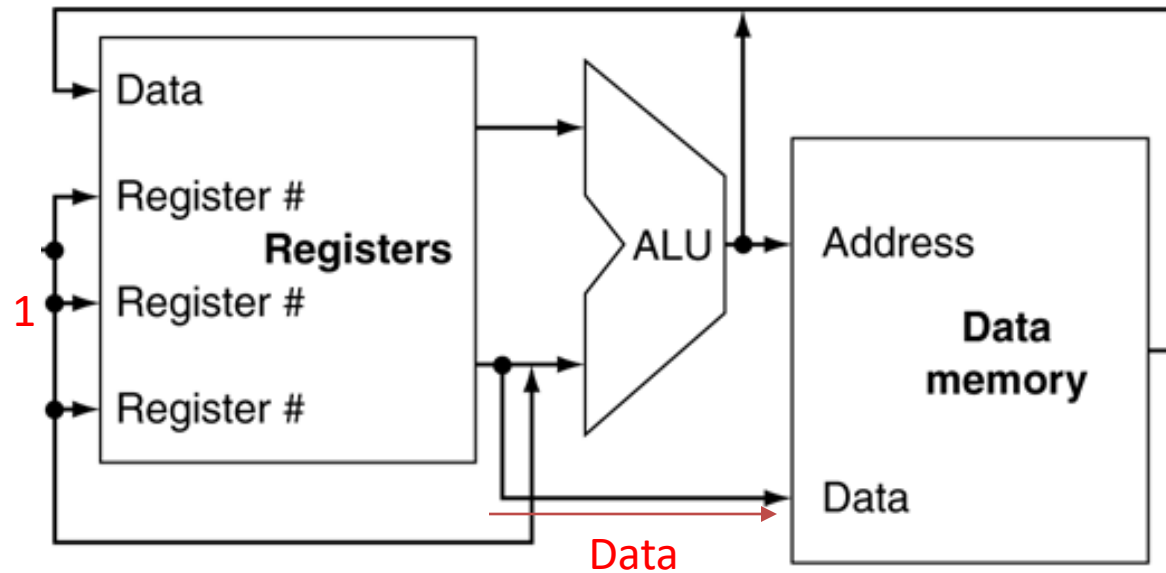 Data
Register #
Registers
ALU
Address
1
Register #
Data
memory
Register #
Data
Data